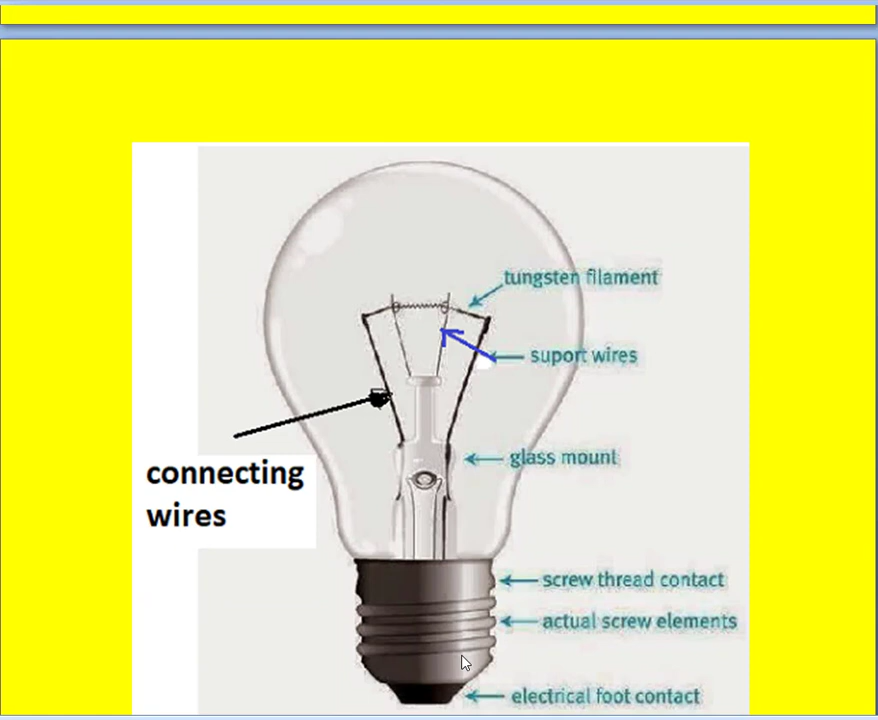 tungsten filament
suport wires
glass mount
connecting
wires
screw thread contact
actual screw elements
electrical foot contact